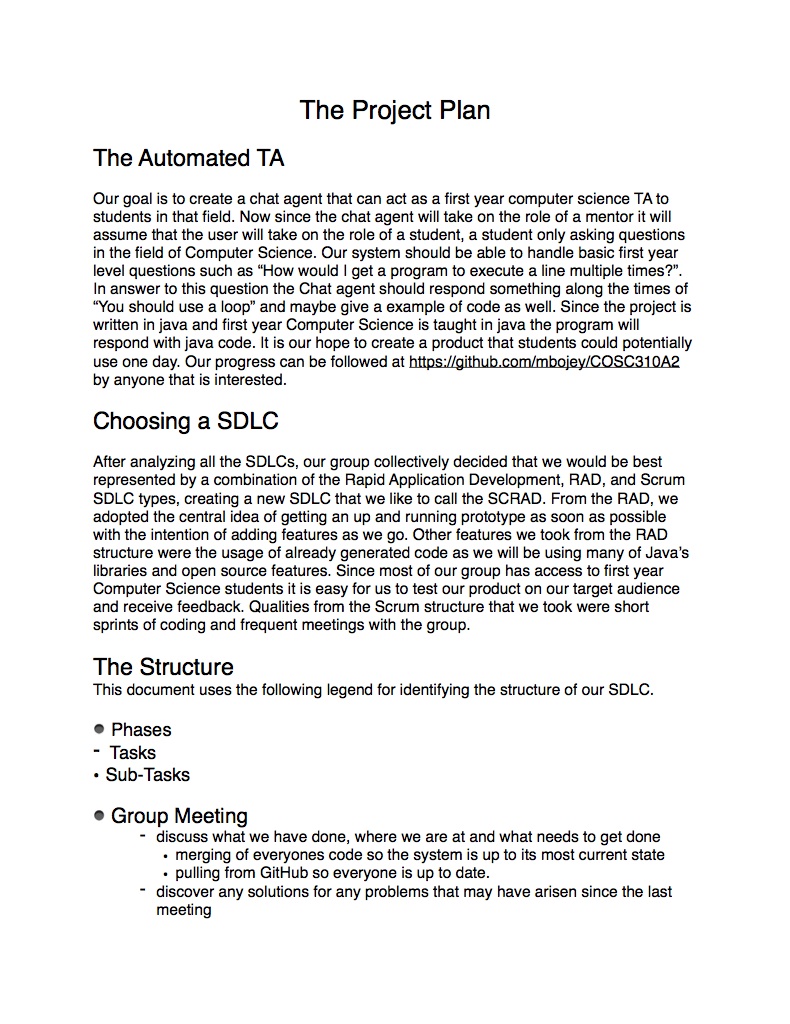 The Project Plan
The Automated TA
Our goal is to create a chat agent that can act as a first year computer science TA to
students in that field. Now since the chat agent will take on the role of a mentor it will
assume that the user will take on the role of a student, a student only asking questions
in the field of Computer Science. Our system should be able to handle basic first year
level questions such as “How would I get a program to execute a line multiple times?”.
In answer to this question the Chat agent should respond something along the times of
“You should use a loop” and maybe give a example of code as well. Since the project is
written in java and first year Computer Science is taught in java the program will
respond with java code. It is our hope to create a product that students could potentially
use one day. Our progress can be followed at https://github.com/mbojey/COSC310A2
by anyone that is interested.
Choosing a SDLC
After analyzing all the SDLCs, our group collectively decided that we would be best
represented by a combination of the Rapid Application Development, RAD, and Scrum
SDLC types, creating a new SDLC that we like to call the SCRAD. From the RAD, we
adopted the central idea of getting an up and running prototype as soon as possible
with the intention of adding features as we go. Other features we took from the RAD
structure were the usage of already generated code as we will be using many of Java’s
libraries and open source features. Since most of our group has access to first year
Computer Science students it is easy for us to test our product on our target audience
and receive feedback. Qualities from the Scrum structure that we took were short
sprints of coding and frequent meetings with the group.
The Structure
This document uses the following legend for identifying the structure of our SDLC.
● Phases
- Tasks
• Sub-Tasks
● Group Meeting
- discuss what we have done, where we are at and what needs to get done
• merging of everyones code so the system is up to its most current state
• pulling from GitHub so everyone is up to date.
- discover any solutions for any problems that may have arisen since the last
meeting